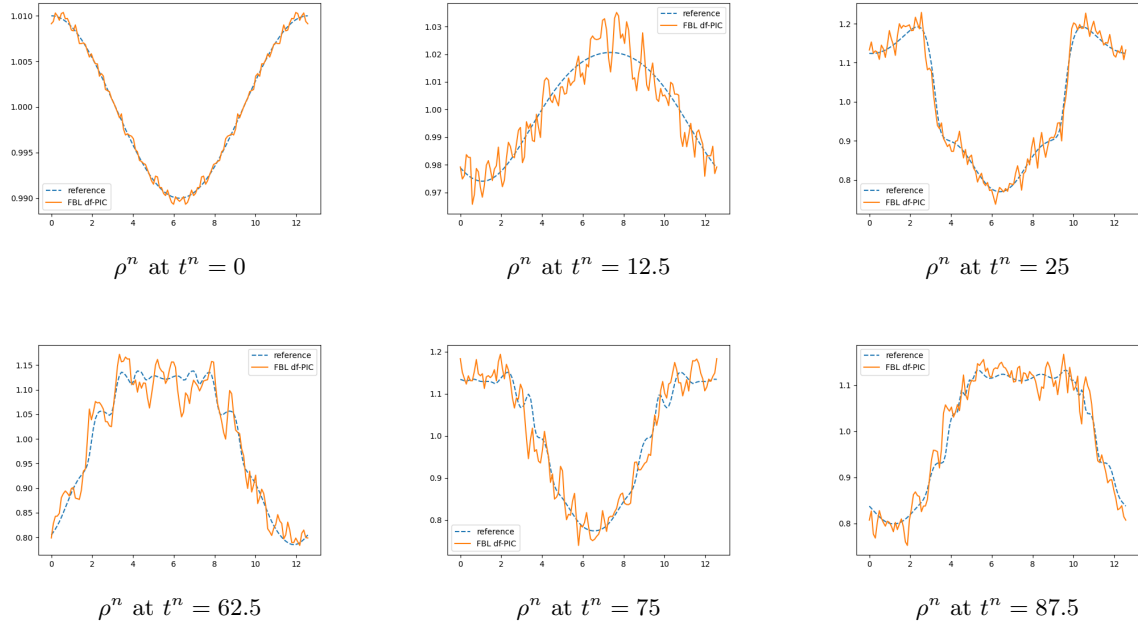 1.010
1.005
1.000
0.995
0.990
reference
FBL df-PIC
0 2 4 6 8 10 12
ρⁿ at tⁿ = 0
1.03
1.02
1.01
1.00
0.99
0.98
0.97
reference
FBL df-PIC
0 2 4 6 8 10 12
ρⁿ at tⁿ = 12.5
1.2
1.1
1.0
0.9
0.8
reference
FBL df-PIC
0 2 4 6 8 10 12
ρⁿ at tⁿ = 25
1.15
1.10
1.05
1.00
0.95
0.90
0.85
0.80
reference
FBL df-PIC
0 2 4 6 8 10 12
ρⁿ at tⁿ = 62.5
1.2
1.1
1.0
0.9
0.8
reference
FBL df-PIC
0 2 4 6 8 10 12
ρⁿ at tⁿ = 75
1.2
1.1
1.0
0.9
0.8
reference
FBL df-PIC
0 2 4 6 8 10 12
ρⁿ at tⁿ = 87.5